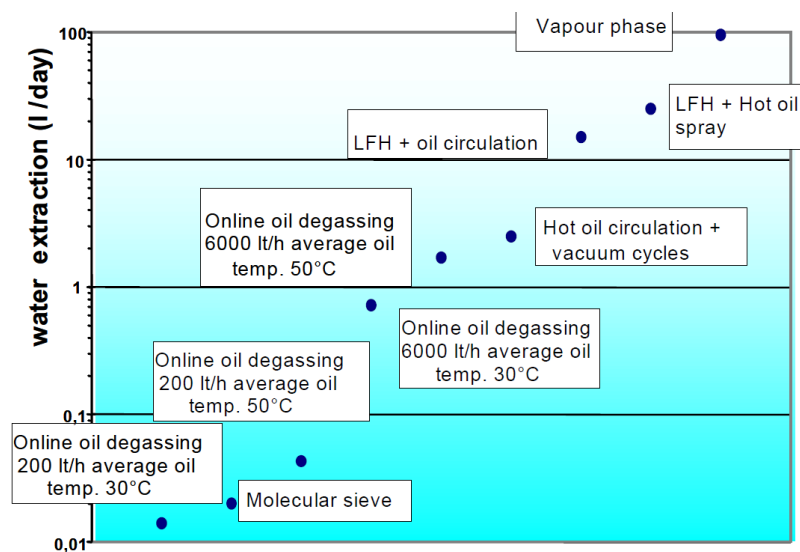 Vapour phase
100
water extraction (l /day)
LFH + Hot oil
spray
LFH + oil circulation
10
Online oil degassing
6000 lt/h average oil
temp. 50°C
Hot oil circulation +
vacuum cycles
1
Online oil degassing
6000 lt/h average oil
temp. 30°C
Online oil degassing
200 lt/h average oil
temp. 50°C
0,1
Online oil degassing
200 lt/h average oil
temp. 30°C
Molecular sieve
0,01